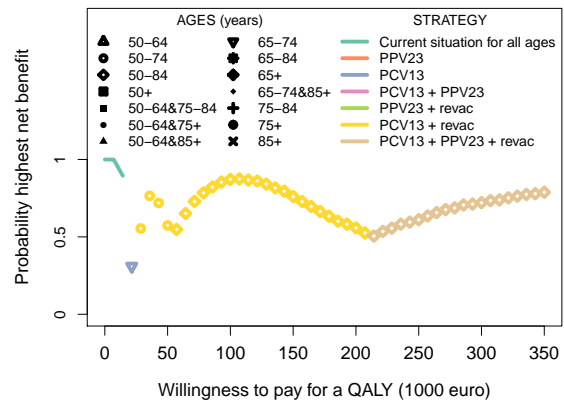 AGES (years) STRATEGY
50−64 65−74 Current situation for all ages
50−74 65−84 PPV23
50−84 65+ PCV13
50+ 65−74&85+ PCV13 + PPV23
50−64&75−84 75−84 PPV23 + revac
50−64&75+ 75+ PCV13 + revac
50−64&85+ 85+ PCV13 + PPV23 + revac
Probability highest net benefit
1
0.5
0
0 50 100 150 200 250 300 350
Willingness to pay for a QALY (1000 euro)